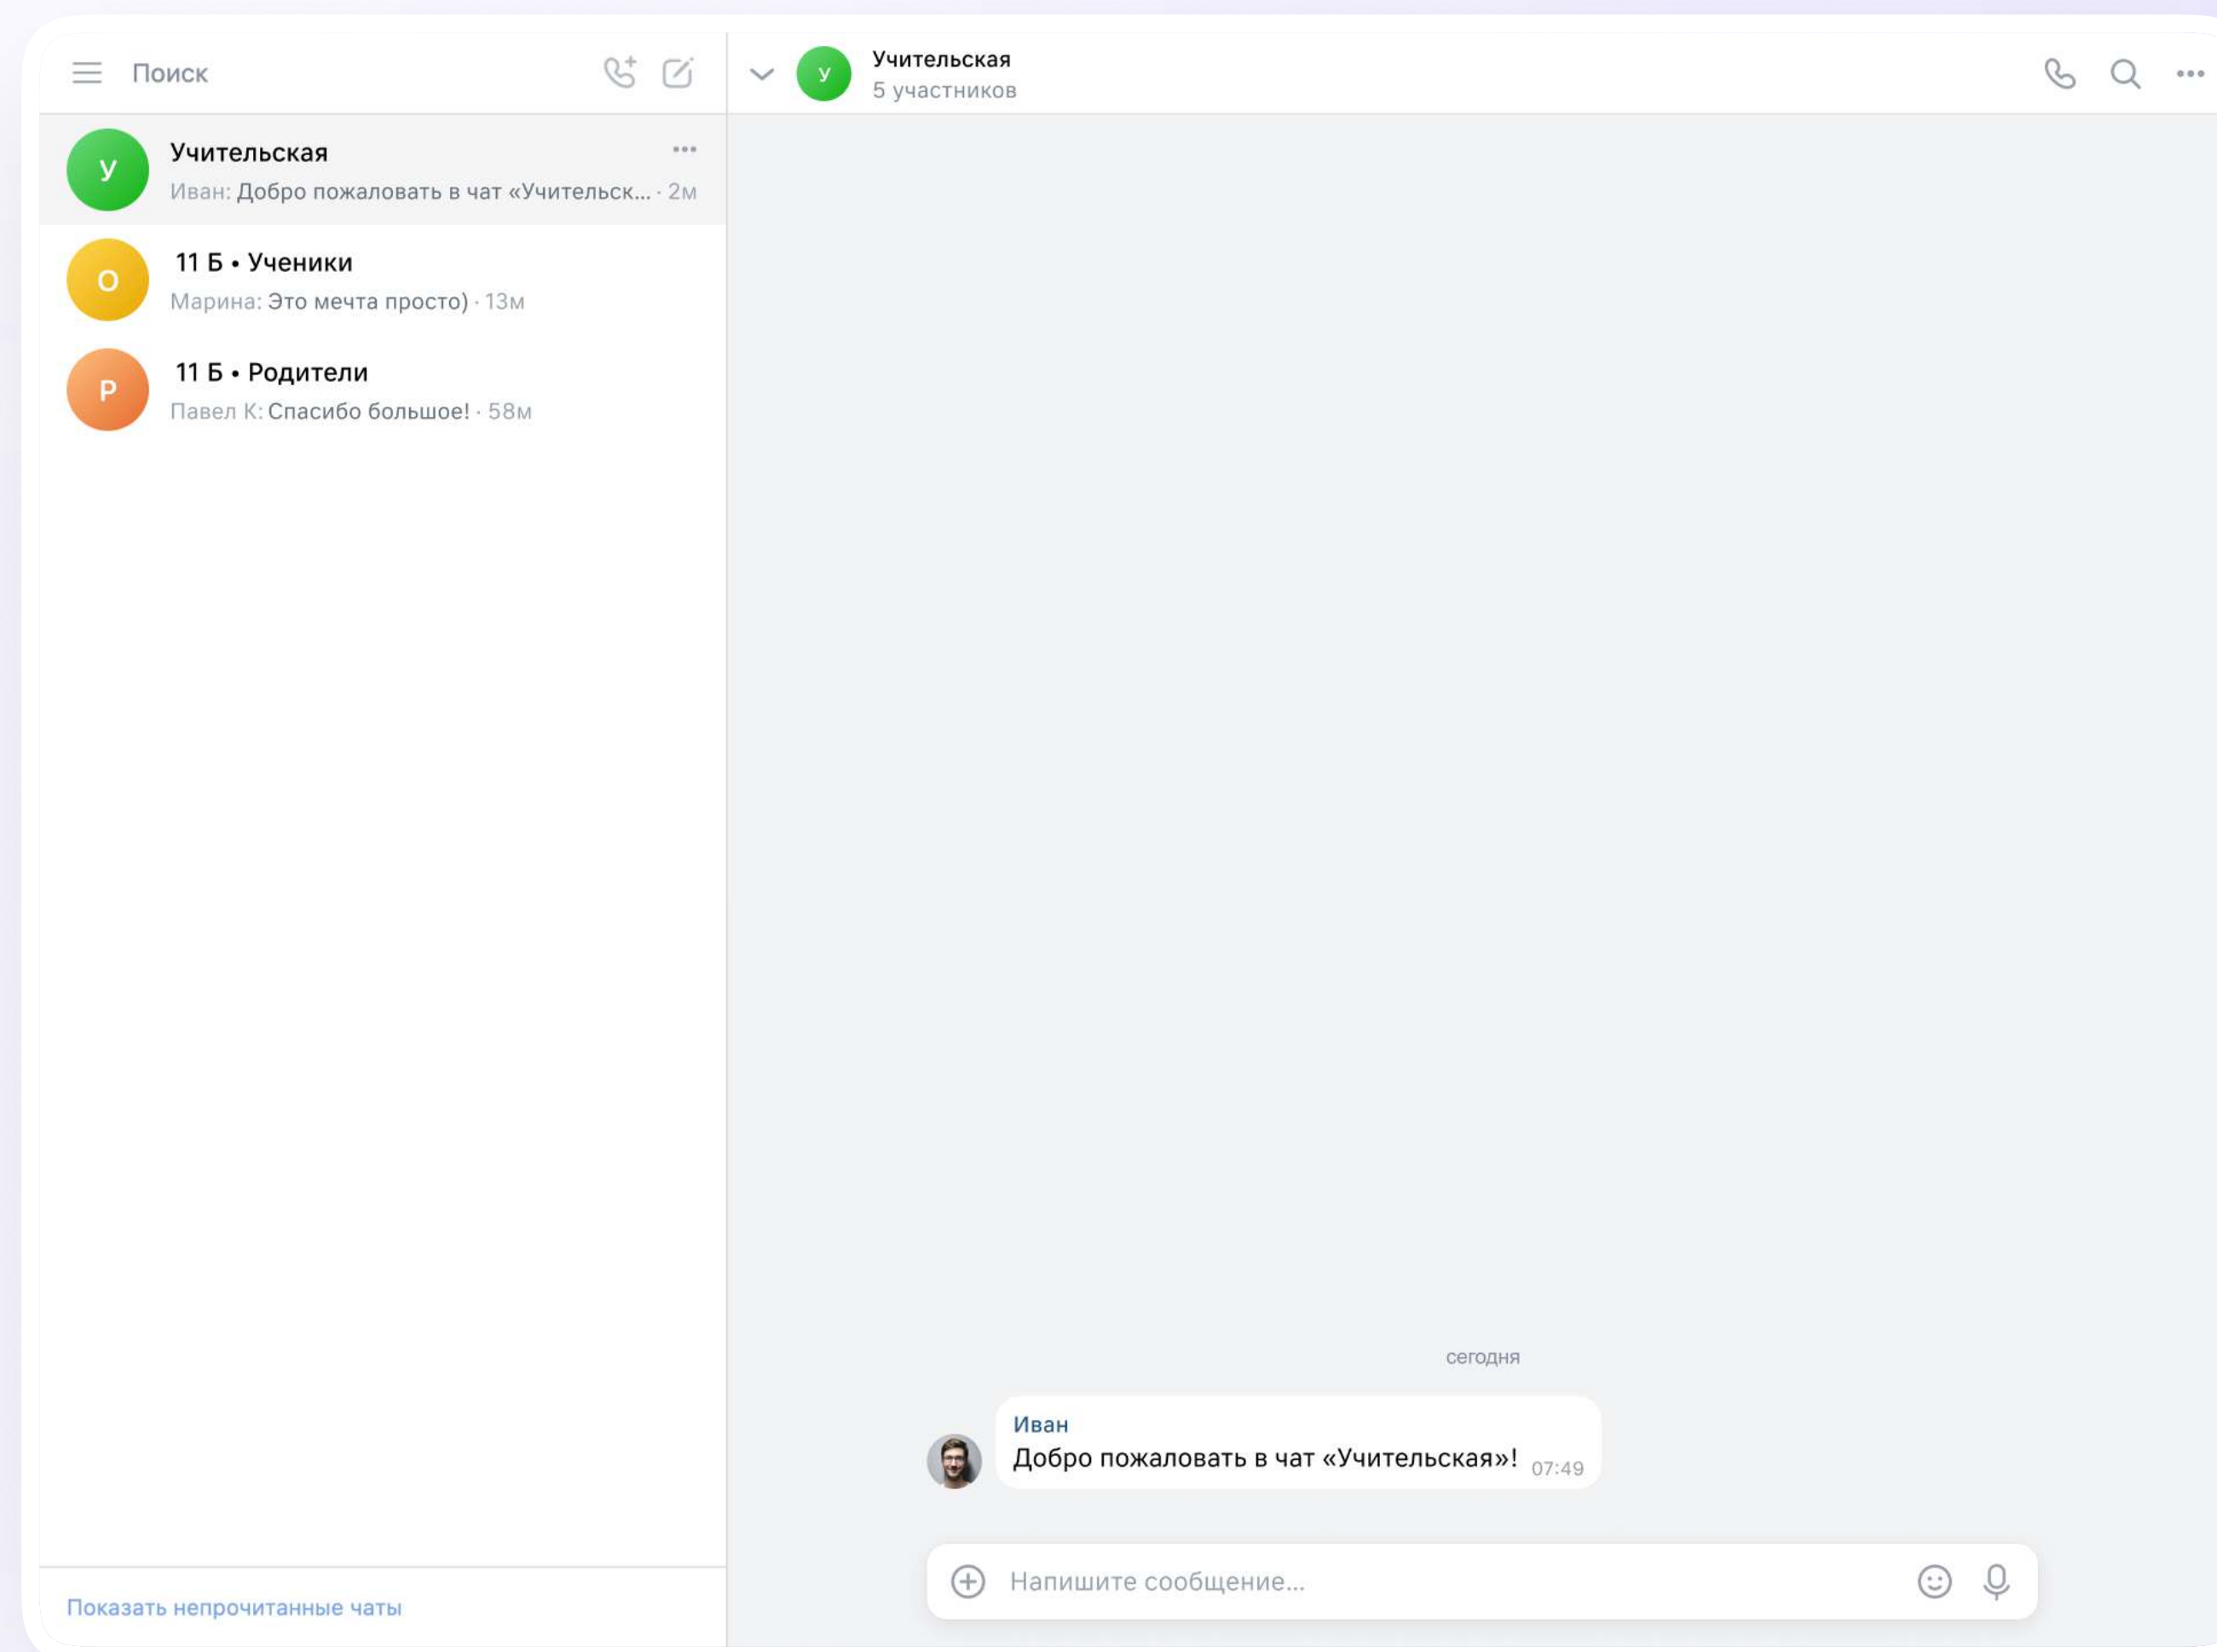 Поиск
У
Учительская
Иван: Добро пожаловать в чат «Учительск... · 2м
О
11 Б • Ученики
Марина: Это мечта просто) · 13м
Р
11 Б • Родители
Павел К: Спасибо большое! · 58м
Показать непрочитанные чаты
У
Учительская
5 участников
сегодня
Иван
Добро пожаловать в чат «Учительская»! 07:49
Напишите сообщение...